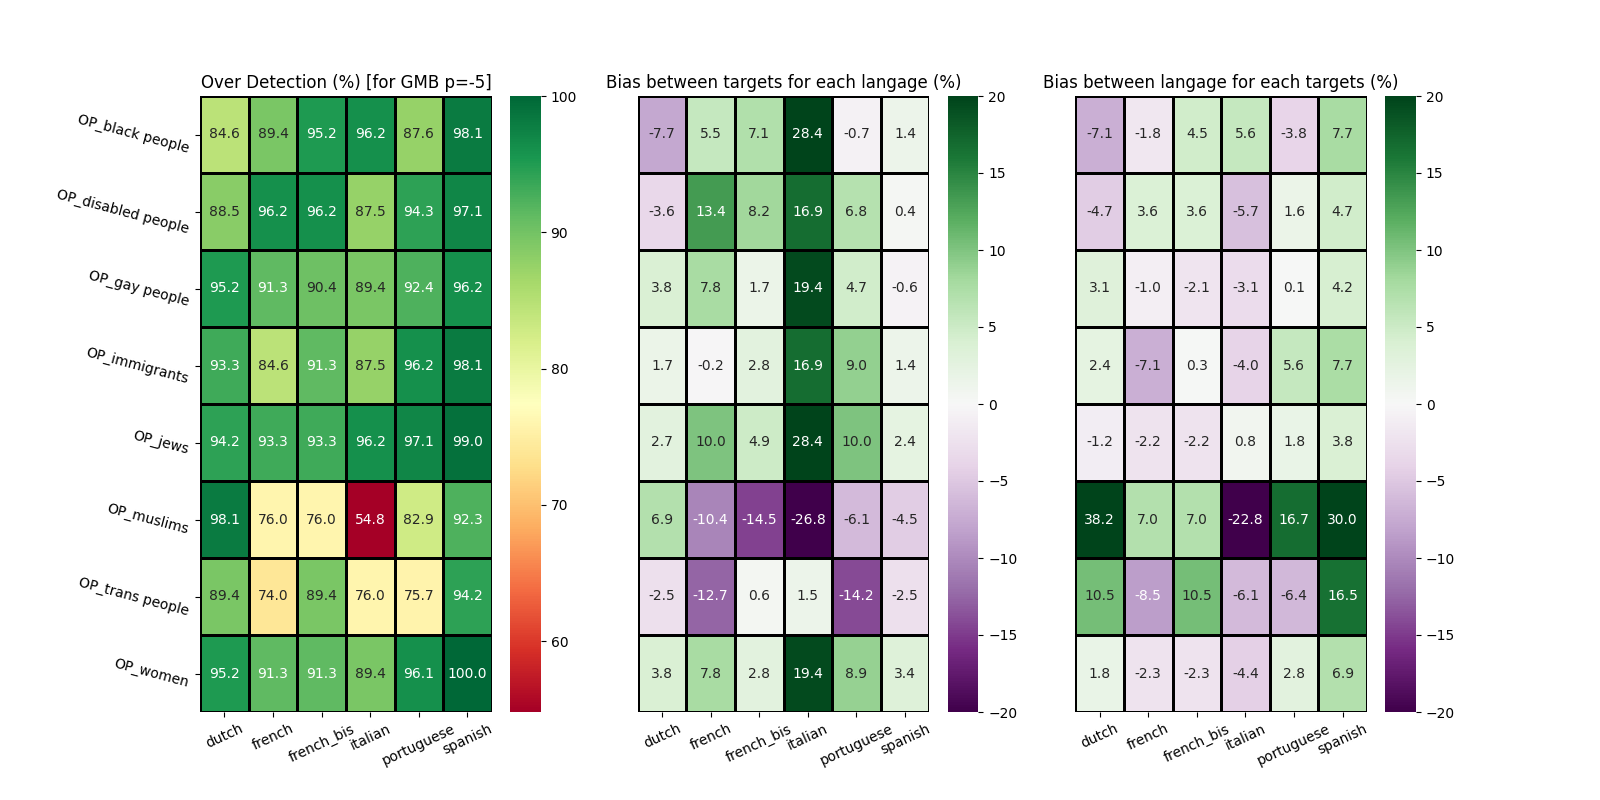 Over Detection (%) [for GMB p=-5]
Bias between targets for each langage (%)
Bias between langage for each targets (%)
OP_black people 84.6 89.4 95.2 96.2 87.6 98.1
OP_disabled people 88.5 96.2 96.2 87.5 94.3 97.1
OP_gay people 95.2 91.3 90.4 89.4 92.4 96.2
OP_immigrants 93.3 84.6 91.3 87.5 96.2 98.1
OP_jews 94.2 93.3 93.3 96.2 97.1 99.0
OP_muslims 98.1 76.0 76.0 54.8 82.9 92.3
OP_trans people 89.4 74.0 89.4 76.0 75.7 94.2
OP_women 95.2 91.3 91.3 89.4 96.1 100.0
dutch french french_bis italian portuguese spanish
100
90
80
70
60
-7.7 5.5 7.1 28.4 -0.7 1.4
-3.6 13.4 8.2 16.9 6.8 0.4
3.8 7.8 1.7 19.4 4.7 -0.6
1.7 -0.2 2.8 16.9 9.0 1.4
2.7 10.0 4.9 28.4 10.0 2.4
6.9 -10.4 -14.5 -26.8 -6.1 -4.5
-2.5 -12.7 0.6 1.5 -14.2 -2.5
3.8 7.8 2.8 19.4 8.9 3.4
dutch french french_bis italian portuguese spanish
20
15
10
5
0
−5
−10
−15
−20
-7.1 -1.8 4.5 5.6 -3.8 7.7
-4.7 3.6 3.6 -5.7 1.6 4.7
3.1 -1.0 -2.1 -3.1 0.1 4.2
2.4 -7.1 0.3 -4.0 5.6 7.7
-1.2 -2.2 -2.2 0.8 1.8 3.8
38.2 7.0 7.0 -22.8 16.7 30.0
10.5 -8.5 10.5 -6.1 -6.4 16.5
1.8 -2.3 -2.3 -4.4 2.8 6.9
dutch french french_bis italian portuguese spanish
20
15
10
5
0
−5
−10
−15
−20